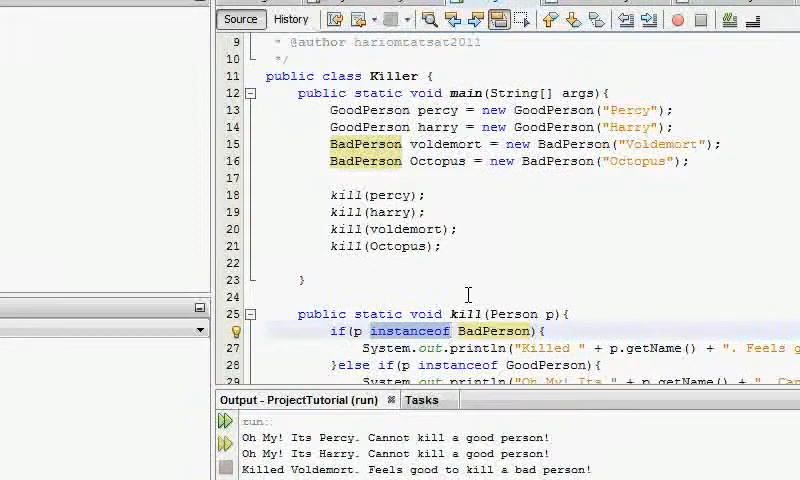 Source History
9 * @author hariomtatsat2011
10 */
11 public class Killer {
12 public static void main(String[] args){
13 GoodPerson percy = new GoodPerson("Percy");
14 GoodPerson harry = new GoodPerson("Harry");
15 BadPerson voldemort = new BadPerson("Voldemort");
16 BadPerson Octopus = new BadPerson("Octopus");
17
18 kill(percy);
19 kill(harry);
20 kill(voldemort);
21 kill(Octopus);
22
23 }
24
25 public static void kill(Person p){
if(p instanceof BadPerson){
27 System.out.println("Killed " + p.getName() + ". Feels g
28 }else if(p instanceof GoodPerson){
29 System.out.println("Oh My! Its " + p.getName() + ". Can
Output - ProjectTutorial (run) Tasks
run:
Oh My! Its Percy. Cannot kill a good person!
Oh My! Its Harry. Cannot kill a good person!
Killed Voldemort. Feels good to kill a bad person!